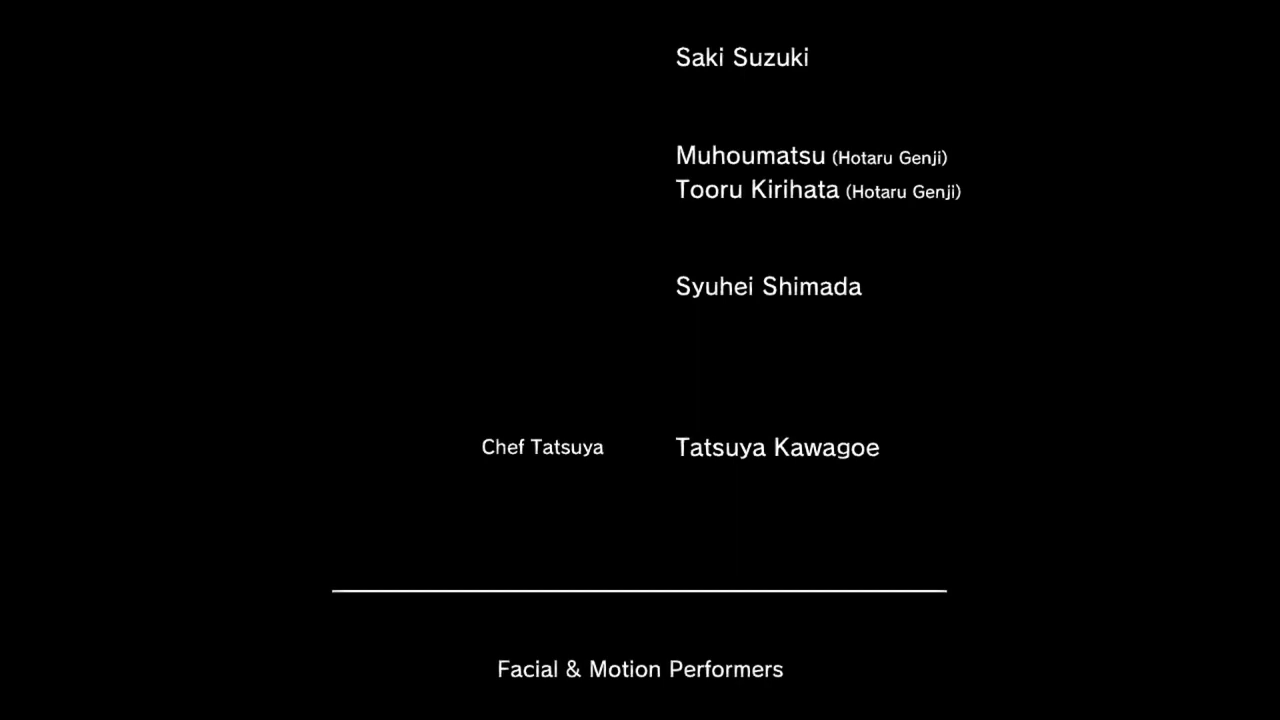 Saki Suzuki
Muhoumatsu (Hotaru Genji)
Tooru Kirihata (Hotaru Genji)
Syuhei Shimada
Chef Tatsuya Tatsuya Kawagoe
Facial & Motion Performers